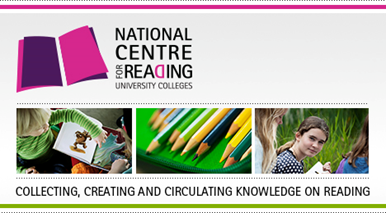 NATIONAL
CENTRE
FOR READING
UNIVERSITY COLLEGES
COLLECTING, CREATING AND CIRCULATING KNOWLEDGE ON READING